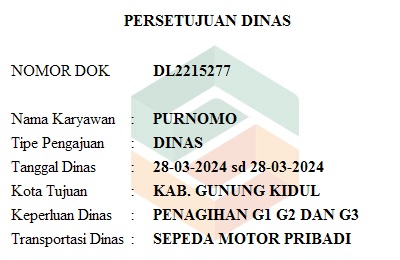 PERSETUJUAN DINAS
NOMOR DOK DL2215277
Nama Karyawan : PURNOMO
Tipe Pengajuan : DINAS
Tanggal Dinas : 28-03-2024 sd 28-03-2024
Kota Tujuan : KAB. GUNUNG KIDUL
Keperluan Dinas : PENAGIHAN G1 G2 DAN G3
Transportasi Dinas : SEPEDA MOTOR PRIBADI